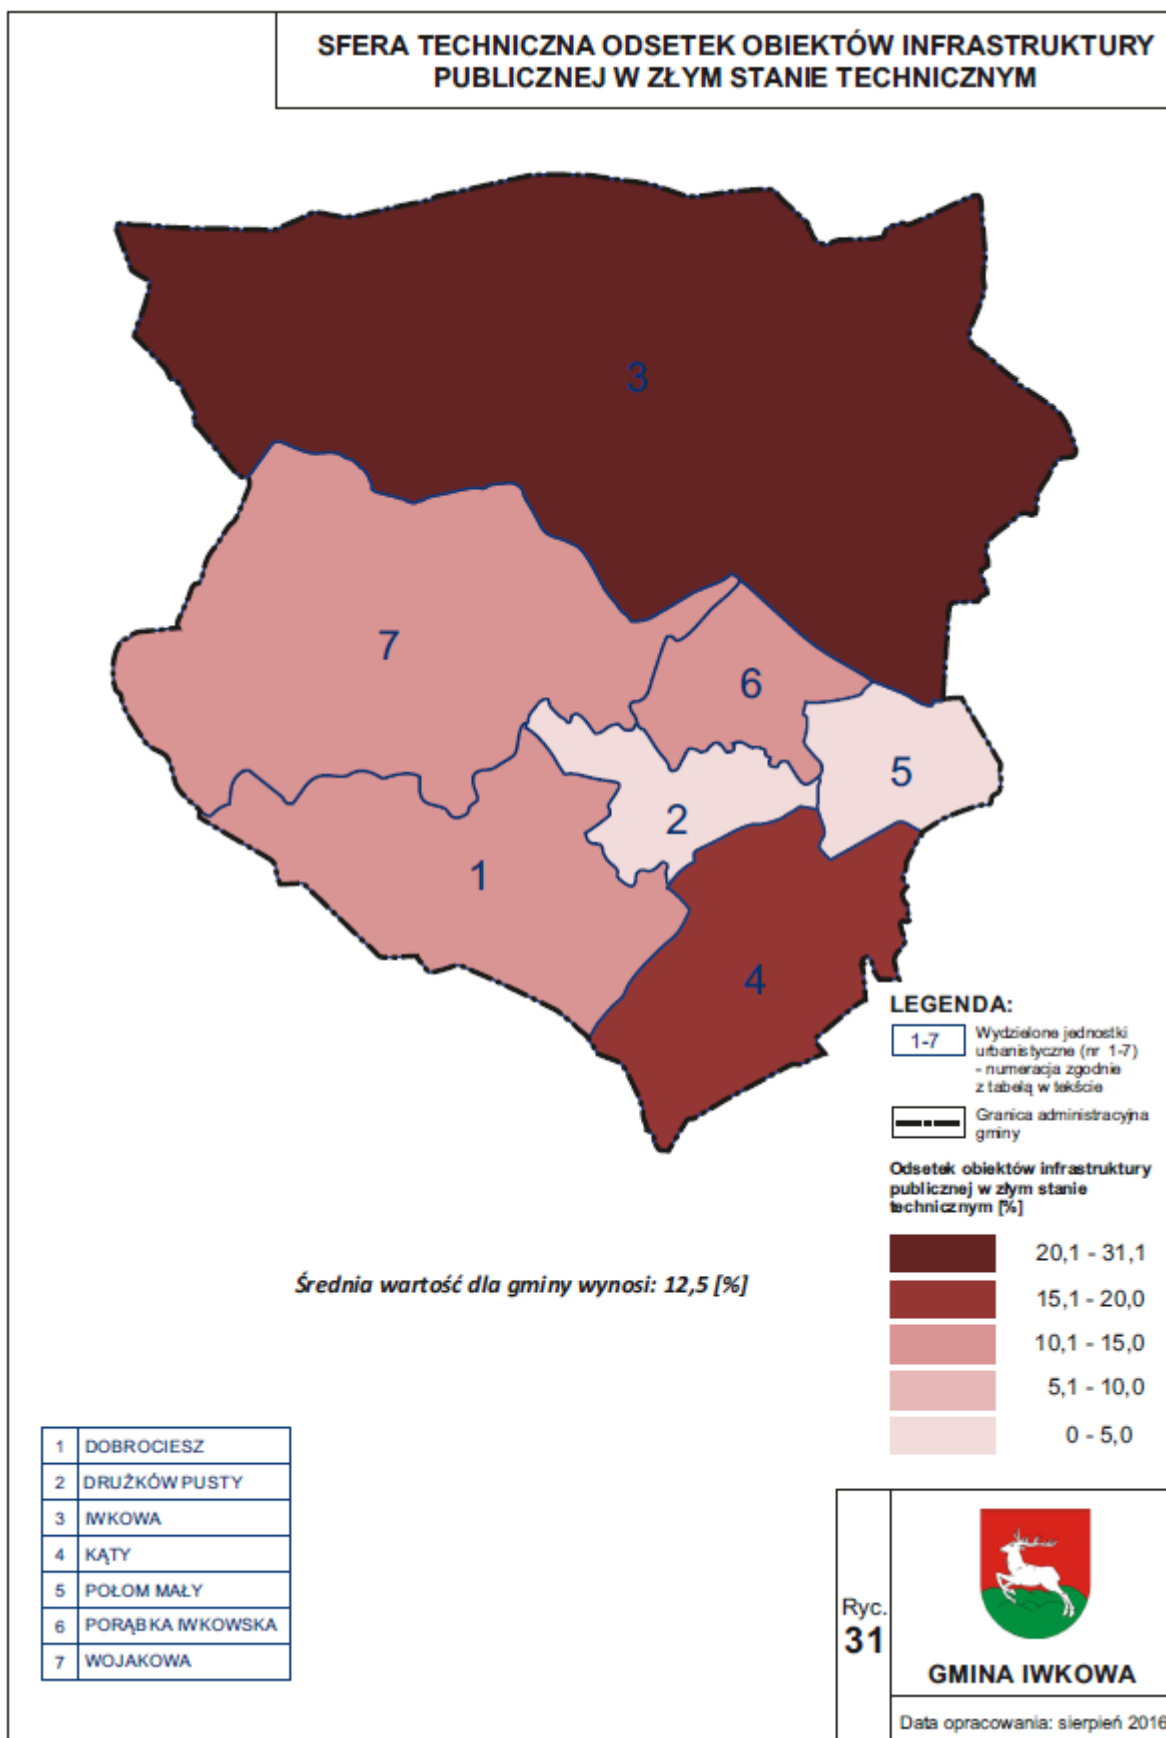 SFERA TECHNICZNA ODSETEK OBIEKTÓW INFRASTRUKTURY
PUBLICZNEJ W ZŁYM STANIE TECHNICZNYM
3
7
6
5
2
1
4
LEGENDA:
1-7
Wydzielone jednostki
urbanistyczne (nr 1-7)
- numeracja zgodnie
z tabelą w tekście
Granica administracyjna
gminy
Odsetek obiektów infrastruktury
publicznej w złym stanie
technicznym [%]
20,1 - 31,1
15,1 - 20,0
10,1 - 15,0
5,1 - 10,0
0 - 5,0
Średnia wartość dla gminy wynosi: 12,5 [%]
1 DOBROCIESZ
2 DRUŻKÓW PUSTY
3 IWKOWA
4 KĄTY
5 POŁOM MAŁY
6 PORĄBKA IWKOWSKA
7 WOJAKOWA
Ryc.
31
GMINA IWKOWA
Data opracowania: sierpień 2016